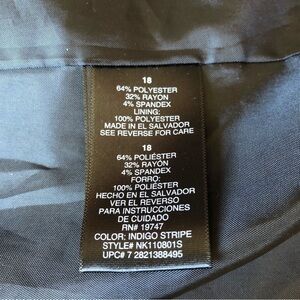 18
64% POLYESTER
32% RAYON
4% SPANDEX
LINING:
100% POLYESTER
MADE IN EL SALVADOR
SEE REVERSE FOR CARE
18
64% POLIÉSTER
32% RAYÓN
4% SPANDEX
FORRO:
100% POLIÉSTER
HECHO EN EL SALVADOR
VER EL REVERSO
PARA INSTRUCCIONES
DE CUIDADO
RN# 19747
COLOR: INDIGO STRIPE
STYLE# NK110801S
UPC# 7 2821388495